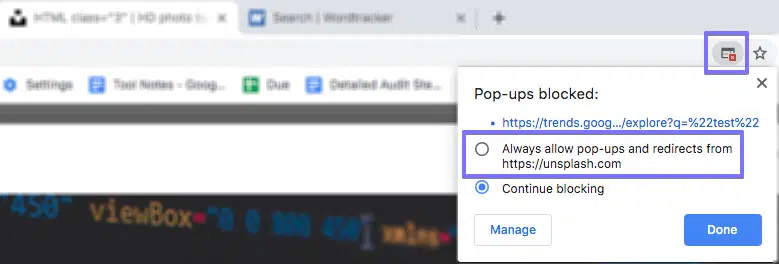 HTML class="3" | HD photo
Search | Wordtracker
Settings
Tool Notes - Goog...
Due
Detailed Audit Ste...
Pop-ups blocked:
https://trends.goog.../explore?q=%22test%22
Always allow pop-ups and redirects from
https://unsplash.com
Continue blocking
Manage
Done
"450" viewBox="0 0 800 450" xmlns="